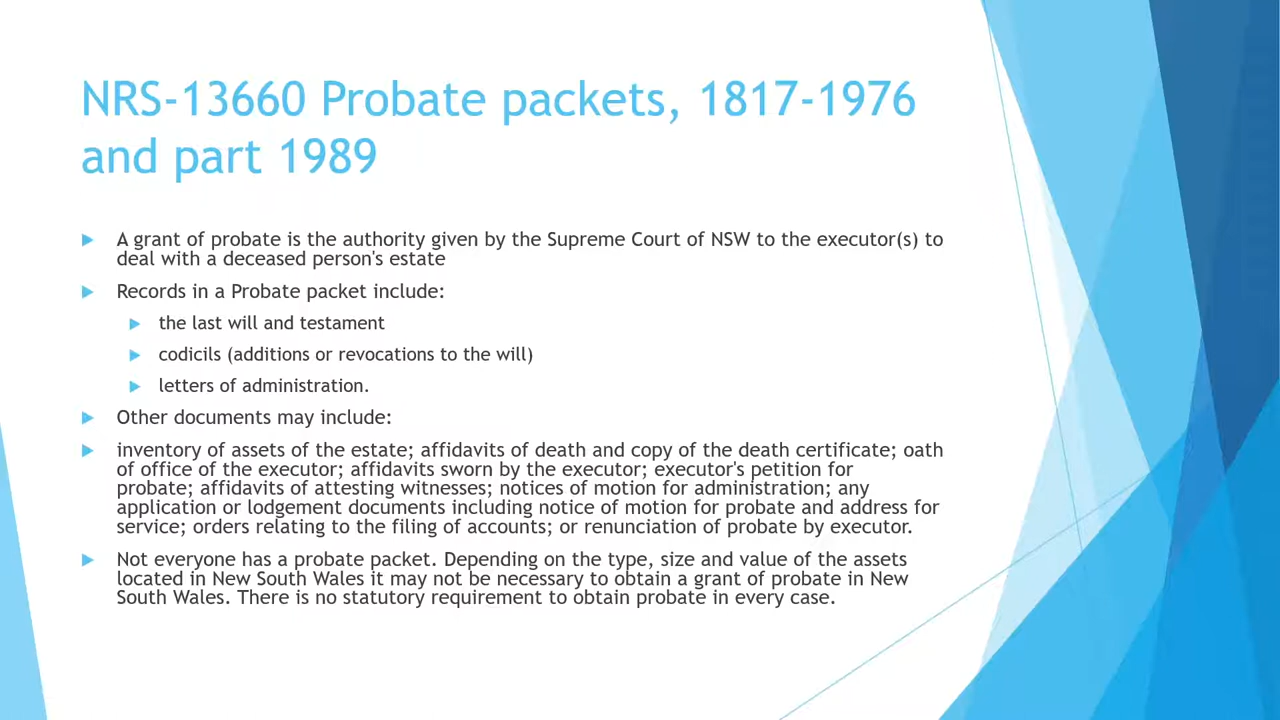 NRS-13660 Probate packets, 1817-1976
and part 1989
A grant of probate is the authority given by the Supreme Court of NSW to the executor(s) to
deal with a deceased person's estate
Records in a Probate packet include:
the last will and testament
codicils (additions or revocations to the will)
letters of administration.
Other documents may include:
inventory of assets of the estate; affidavits of death and copy of the death certificate; oath
of office of the executor; affidavits sworn by the executor; executor's petition for
probate; affidavits of attesting witnesses; notices of motion for administration; any
application or lodgement documents including notice of motion for probate and address for
service; orders relating to the filing of accounts; or renunciation of probate by executor.
Not everyone has a probate packet. Depending on the type, size and value of the assets
located in New South Wales it may not be necessary to obtain a grant of probate in New
South Wales. There is no statutory requirement to obtain probate in every case.